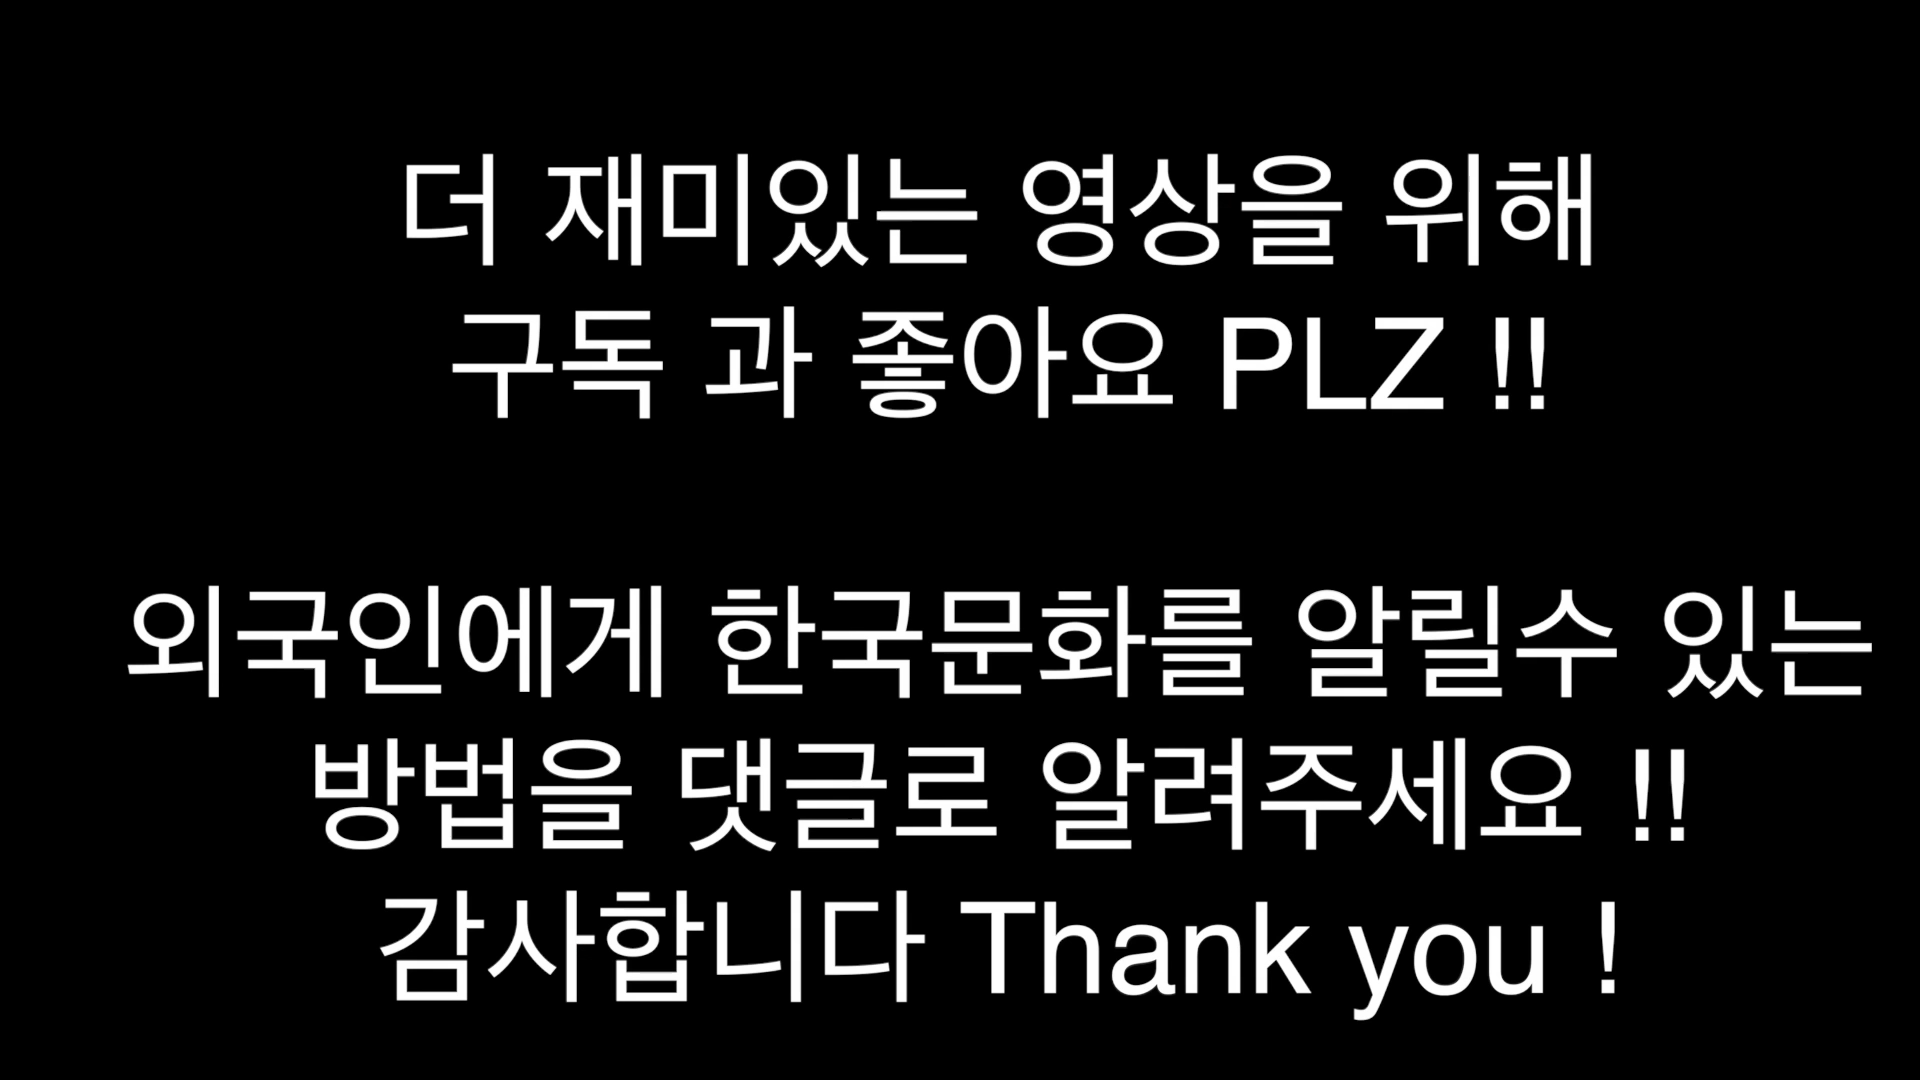 더 재미있는 영상을 위해
구독 과 좋아요 PLZ !!
외국인에게 한국문화를 알릴수 있는
방법을 댓글로 알려주세요 !!
감사합니다 Thank you !